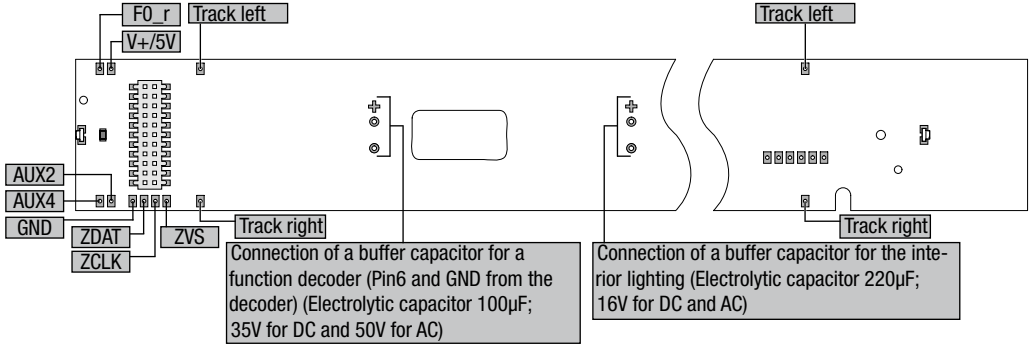 F0_r
Track left
Track left
V+/5V
AUX2
AUX4
GND
ZDAT
ZVS
ZCLK
Track right
Track right
Connection of a buffer capacitor for a
function decoder (Pin6 and GND from the
decoder) (Electrolytic capacitor 100µF;
35V for DC and 50V for AC)
Connection of a buffer capacitor for the inte-
rior lighting (Electrolytic capacitor 220µF;
16V for DC and AC)